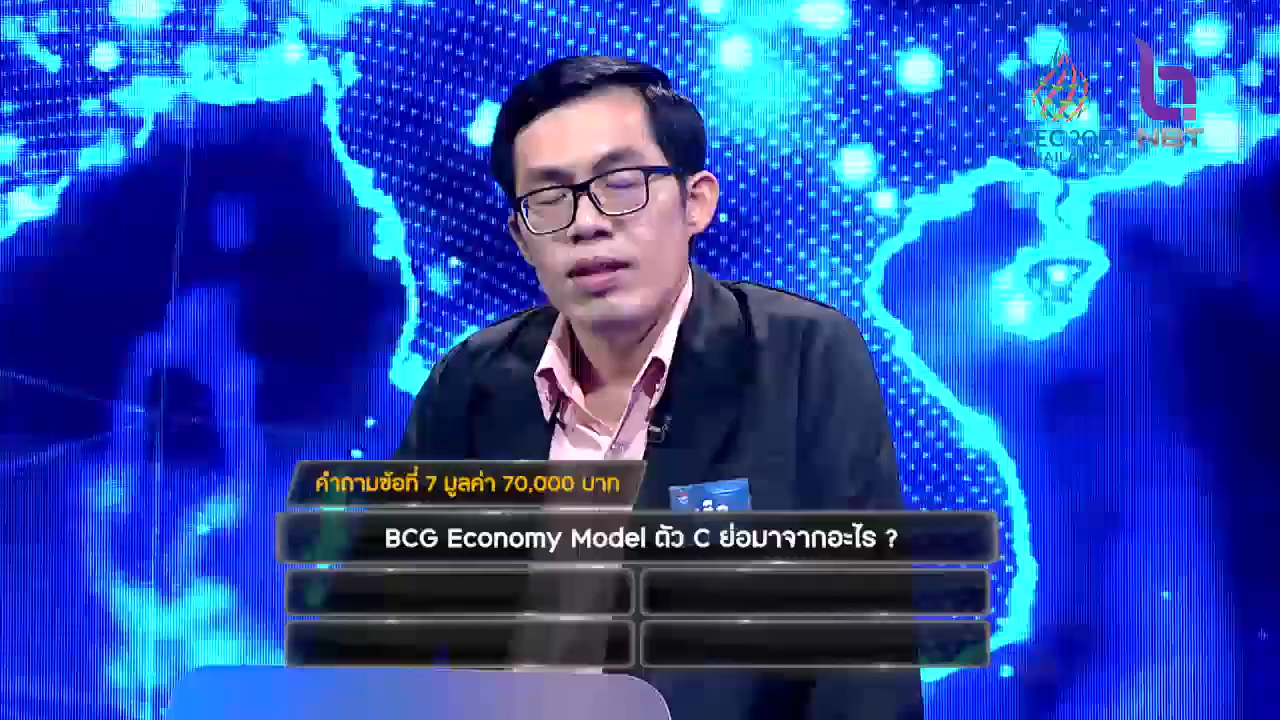 NBT
คำถามข้อที่ 7 มูลค่า 70,000 บาท
BCG Economy Model ตัว C ย่อมาจากอะไร ?